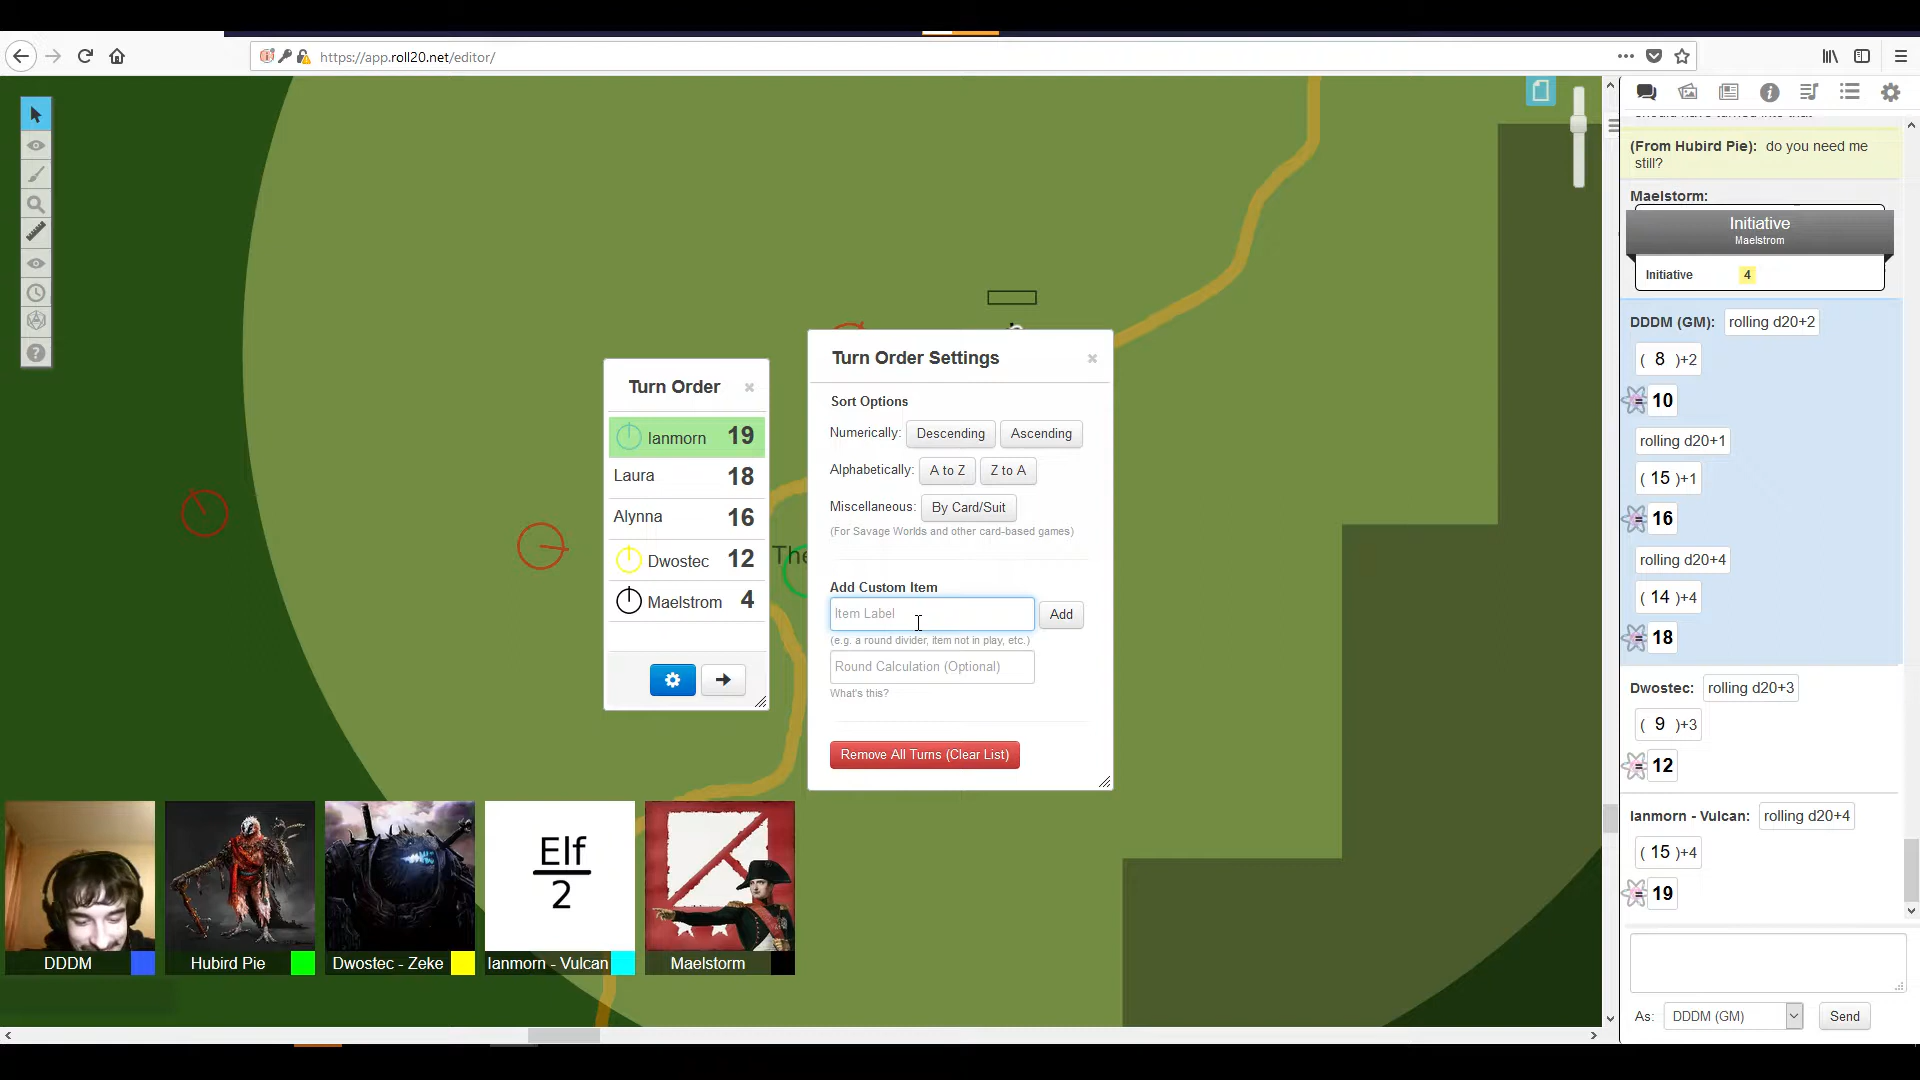 https://app.roll20.net/editor/
(From Hubird Pie): do you need me
still?
Maelstorm:
Initiative
Maelstrom
Initiative 4
DDDM (GM): rolling d20+2
( 8 )+2
= 10
rolling d20+1
( 15 )+1
= 16
rolling d20+4
( 14 )+4
= 18
Dwostec: rolling d20+3
( 9 )+3
= 12
Ianmorn - Vulcan: rolling d20+4
( 15 )+4
= 19
As: DDDM (GM) Send
Turn Order ×
Ianmorn 19
Laura 18
Alynna 16
Dwostec 12
Maelstrom 4
The
Turn Order Settings ×
Sort Options
Numerically: Descending Ascending
Alphabetically: A to Z Z to A
Miscellaneous: By Card/Suit
(For Savage Worlds and other card-based games)
Add Custom Item
Item Label Add
(e.g. a round divider, item not in play, etc.)
Round Calculation (Optional)
What's this?
Remove All Turns (Clear List)
Elf
2
DDDM
Hubird Pie
Dwostec - Zeke
Ianmorn - Vulcan
Maelstorm